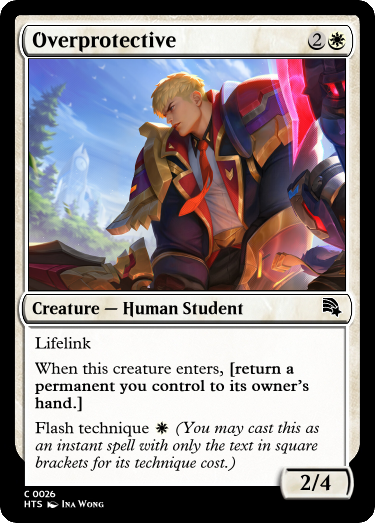 Overprotective 2
Creature — Human Student
Lifelink
When this creature enters, [return a
permanent you control to its owner's
hand.]
Flash technique (You may cast this as
an instant spell with only the text in square
brackets for its technique cost.)
2/4
C 0026
HTS Ina Wong